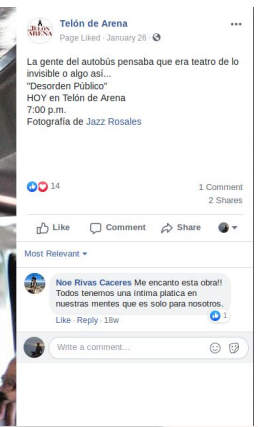 TELÓN
ARENA
Telón de Arena
Page Liked · January 26 ·
La gente del autobús pensaba que era teatro de lo
invisible o algo así...
"Desorden Público"
HOY en Telón de Arena
7:00 p.m.
Fotografía de Jazz Rosales
14
1 Comment
2 Shares
Like Comment Share
Most Relevant
Noe Rivas Caceres Me encanto esta obra!!
Todos tenemos una íntima platica en
nuestras mentes que es solo para nosotros.
Like · Reply · 18w
1
Write a comment...